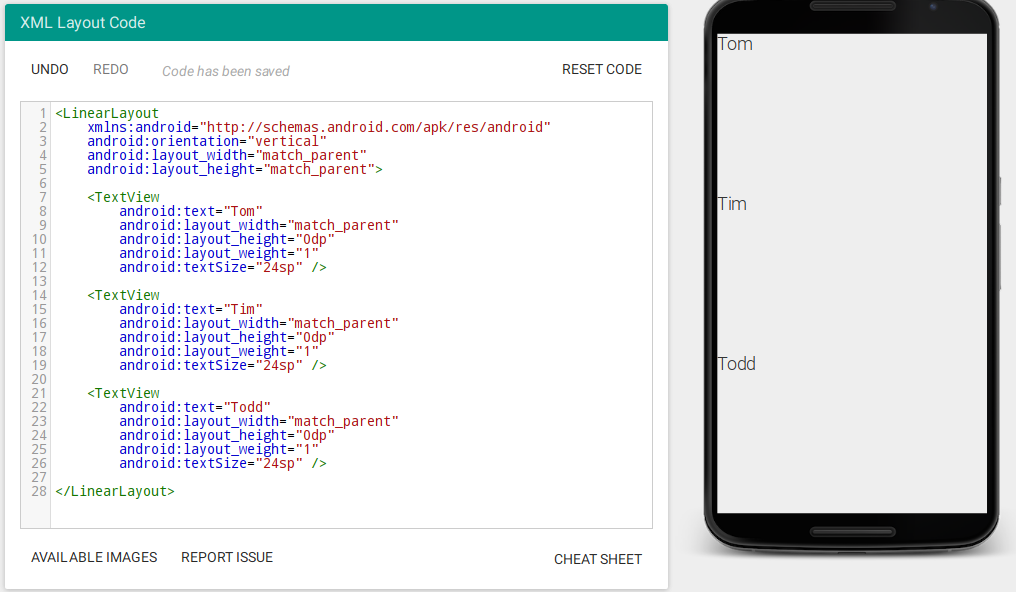 XML Layout Code
UNDO REDO Code has been saved RESET CODE
1 <LinearLayout
2 xmlns:android="http://schemas.android.com/apk/res/android"
3 android:orientation="vertical"
4 android:layout_width="match_parent"
5 android:layout_height="match_parent">
6
7 <TextView
8 android:text="Tom"
9 android:layout_width="match_parent"
10 android:layout_height="0dp"
11 android:layout_weight="1"
12 android:textSize="24sp" />
13
14 <TextView
15 android:text="Tim"
16 android:layout_width="match_parent"
17 android:layout_height="0dp"
18 android:layout_weight="1"
19 android:textSize="24sp" />
20
21 <TextView
22 android:text="Todd"
23 android:layout_width="match_parent"
24 android:layout_height="0dp"
25 android:layout_weight="1"
26 android:textSize="24sp" />
27
28 </LinearLayout>
AVAILABLE IMAGES REPORT ISSUE CHEAT SHEET
Tom
Tim
Todd